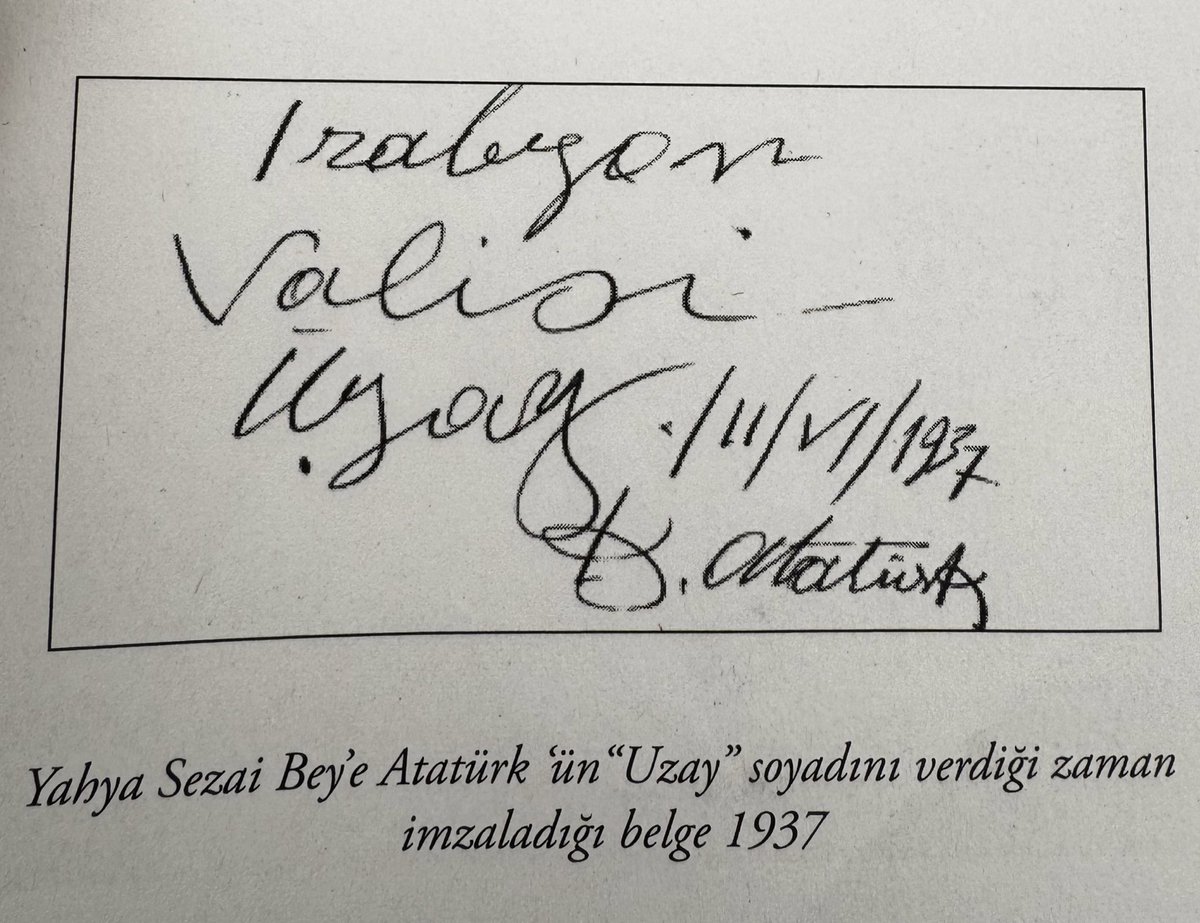 Trabzon
Valisi —
Uzay ./11/VI/1937
K. Atatürk
Yahya Sezai Bey'e Atatürk 'ün "Uzay" soyadını verdiği zaman
imzaladığı belge 1937